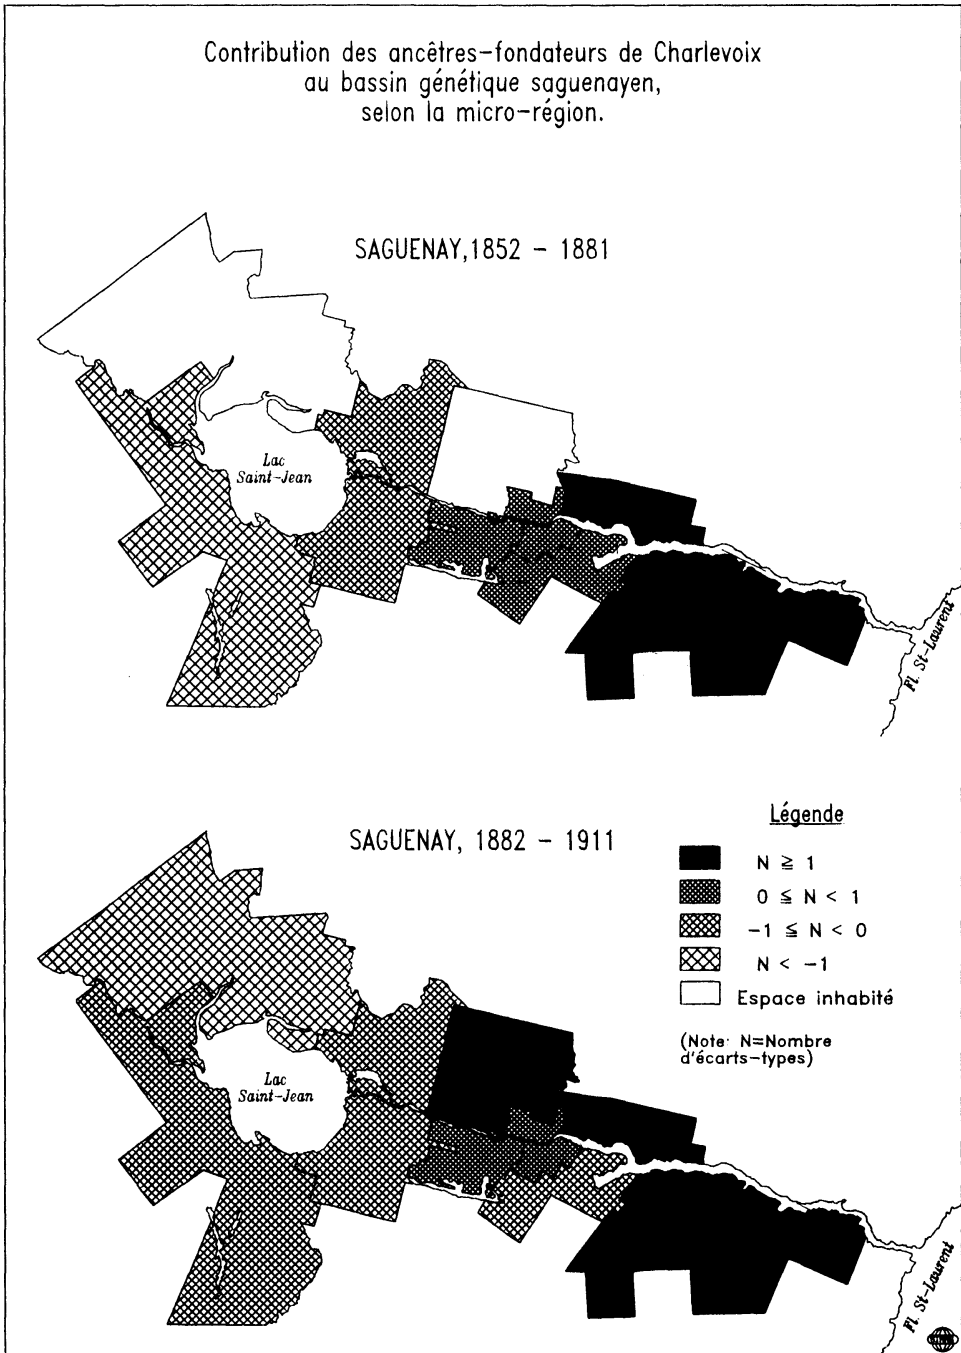 Contribution des ancêtres-fondateurs de Charlevoix
au bassin génétique saguenayen,
selon la micro-région.
SAGUENAY, 1852 - 1881
Lac
Saint-Jean
Fl. St-Laurent
SAGUENAY, 1882 - 1911
Légende
N ≧ 1
0 ≦ N < 1
-1 ≦ N < 0
N < -1
Espace inhabité
(Note: N=Nombre
d'écarts-types)
Lac
Saint-Jean
Fl. St-Laurent